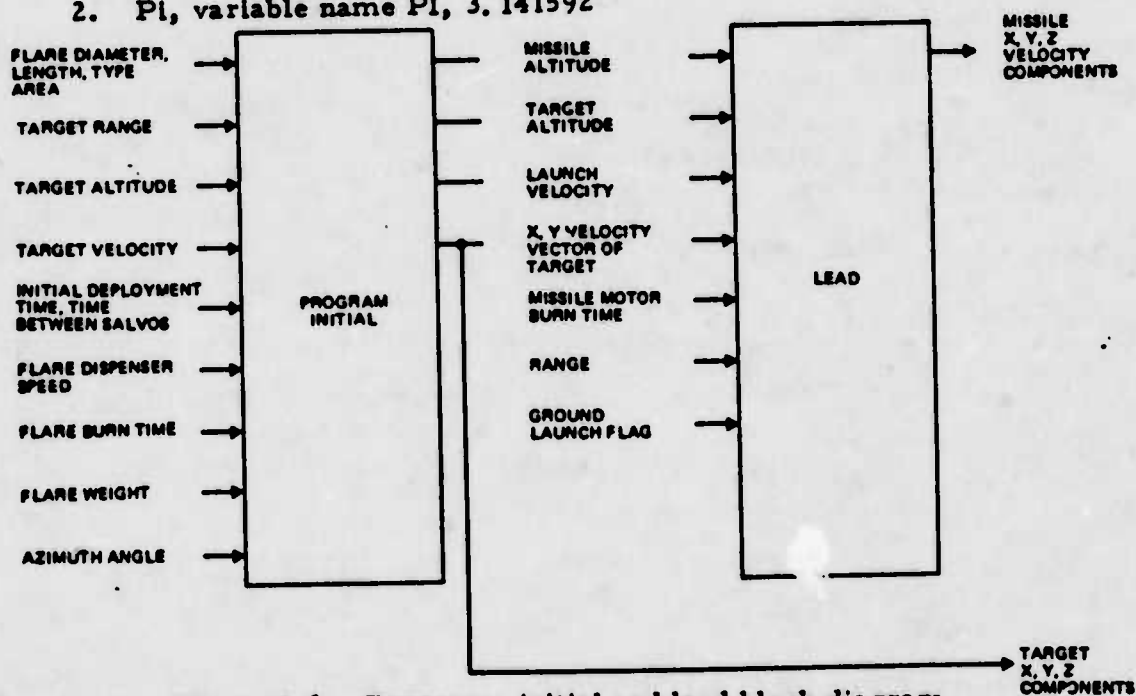 2. Pi, variable name PI, 3.141592
FLARE DIAMETER,
LENGTH, TYPE
AREA
TARGET RANGE
TARGET ALTITUDE
TARGET VELOCITY
INITIAL DEPLOYMENT
TIME, TIME
BETWEEN SALVOS
FLARE DISPENSER
SPEED
FLARE BURN TIME
FLARE WEIGHT
AZIMUTH ANGLE
PROGRAM
INITIAL
MISSILE
ALTITUDE
TARGET
ALTITUDE
LAUNCH
VELOCITY
X, Y VELOCITY
VECTOR OF
TARGET
MISSILE MOTOR
BURN TIME
RANGE
GROUND
LAUNCH FLAG
LEAD
MISSILE
X, Y, Z
VELOCITY
COMPONENTS
TARGET
X, Y, Z
COMPONENTS
initial